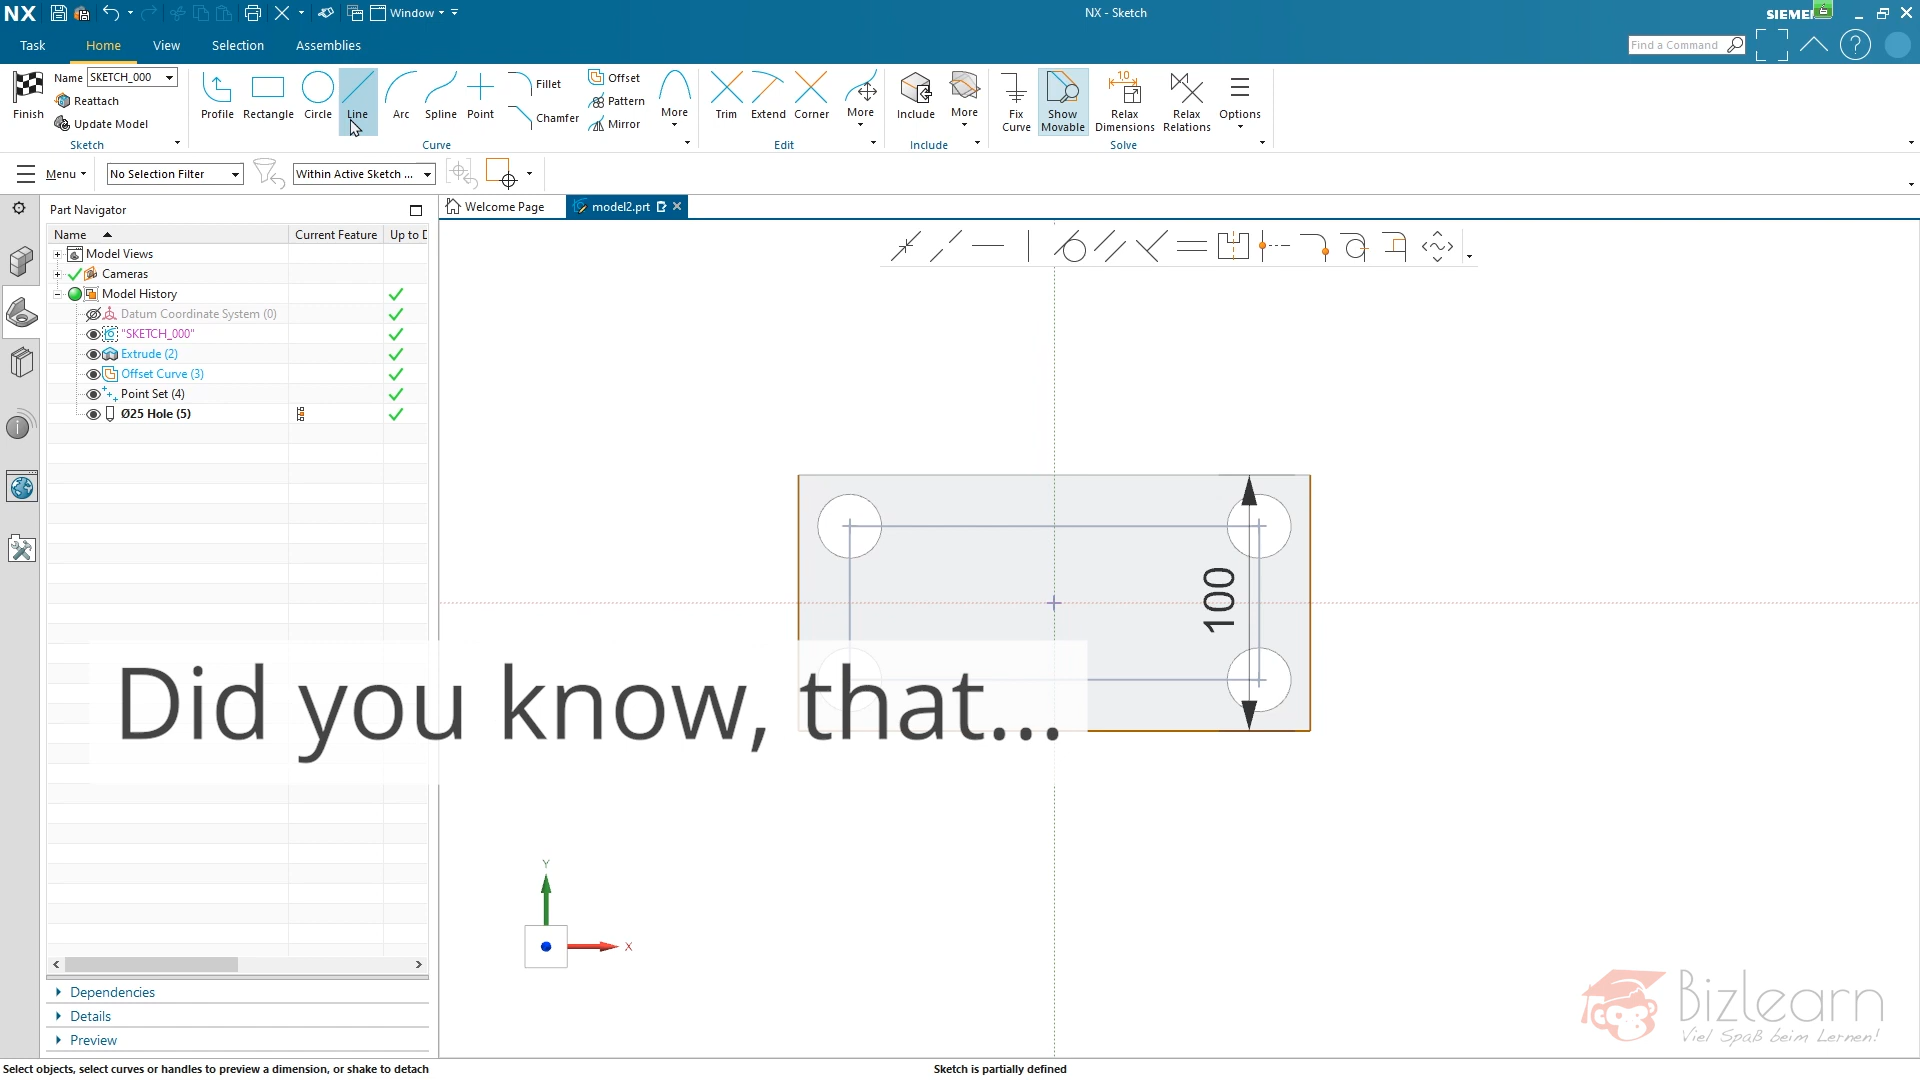 NX
Window
NX - Sketch
SIEME
Task
Home
View
Selection
Assemblies
Find a Command
Finish
Name
SKETCH_000
Reattach
Update Model
Sketch
Profile
Rectangle
Circle
Line
Arc
Spline
Point
Fillet
Chamfer
Offset
Pattern
Mirror
More
Curve
Trim
Extend
Corner
More
Edit
Include
More
Include
Fix
Curve
Show
Movable
1,0
Relax
Dimensions
Relax
Relations
Options
Solve
Menu
No Selection Filter
Within Active Sketch ...
Part Navigator
Welcome Page
model2.prt
Name
Current Feature
Up to D
Model Views
Cameras
Model History
Datum Coordinate System (0)
"SKETCH_000"
Extrude (2)
Offset Curve (3)
Point Set (4)
Ø25 Hole (5)
100
Did you know, that...
Y
X
Dependencies
Details
Preview
Bizlearn
Viel Spaß beim Lernen!
Select objects, select curves or handles to preview a dimension, or shake to detach
Sketch is partially defined